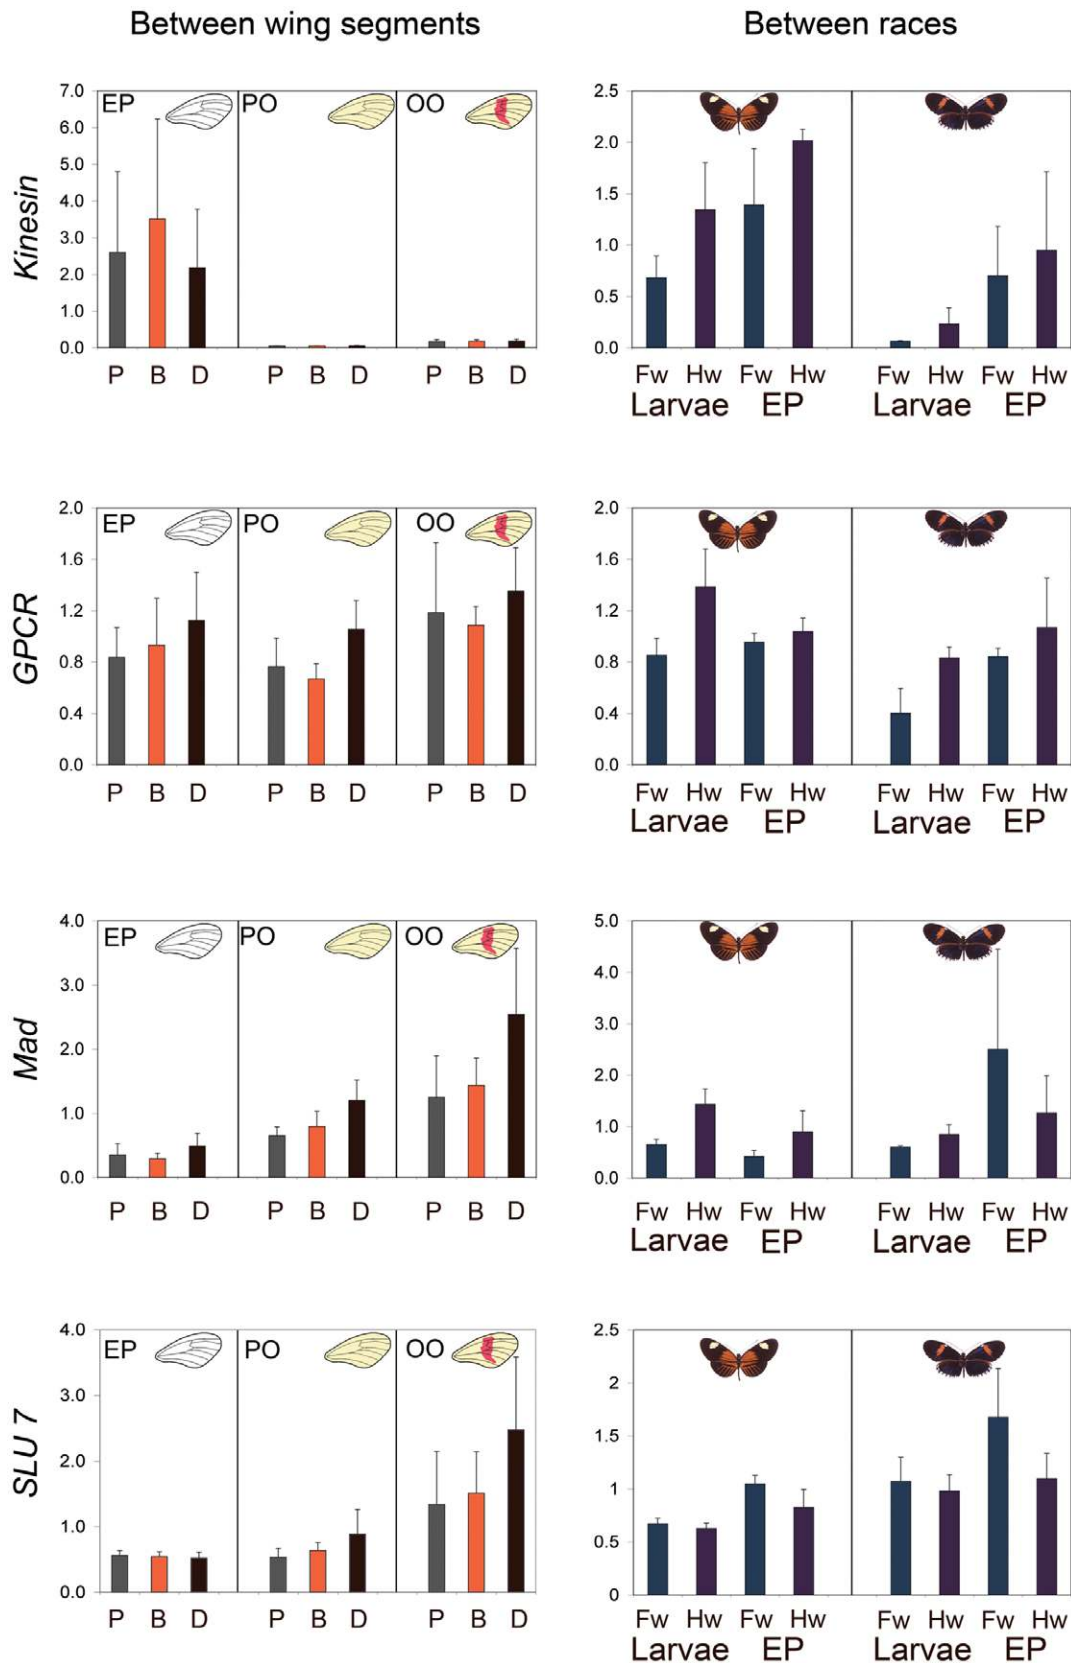 Between wing segments
Between races
Kinesin
7.0
6.0
5.0
4.0
3.0
2.0
1.0
0.0
EP PO OO
P B D P B D P B D
2.5
2.0
1.5
1.0
0.5
0.0
Fw Hw Fw Hw Fw Hw Fw Hw
Larvae EP Larvae EP
GPCR
2.0
1.6
1.2
0.8
0.4
0.0
EP PO OO
P B D P B D P B D
2.0
1.6
1.2
0.8
0.4
0.0
Fw Hw Fw Hw Fw Hw Fw Hw
Larvae EP Larvae EP
Mad
4.0
3.0
2.0
1.0
0.0
EP PO OO
P B D P B D P B D
5.0
4.0
3.0
2.0
1.0
0.0
Fw Hw Fw Hw Fw Hw Fw Hw
Larvae EP Larvae EP
SLU 7
4.0
3.0
2.0
1.0
0.0
EP PO OO
P B D P B D P B D
2.5
2
1.5
1
0.5
0
Fw Hw Fw Hw Fw Hw Fw Hw
Larvae EP Larvae EP